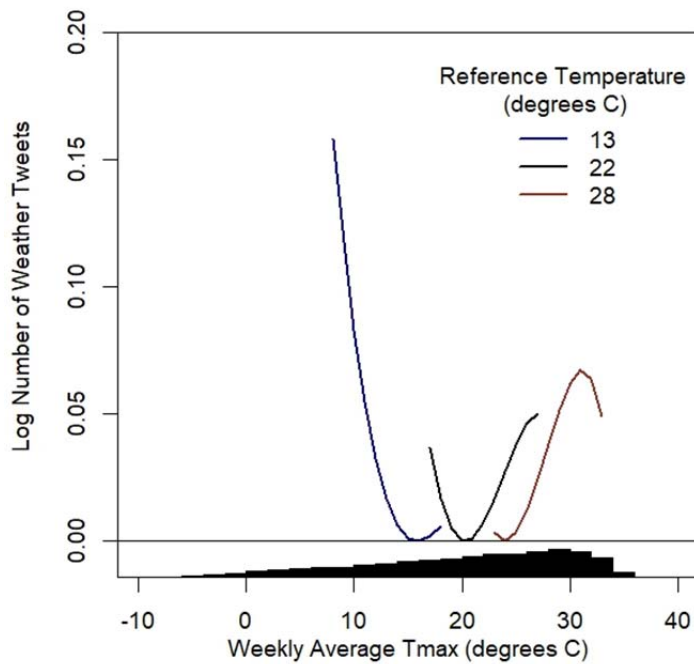 Log Number of Weather Tweets
0.20
0.15
0.10
0.05
0.00
Reference Temperature
(degrees C)
13
22
28
-10 0 10 20 30 40
Weekly Average Tmax (degrees C)